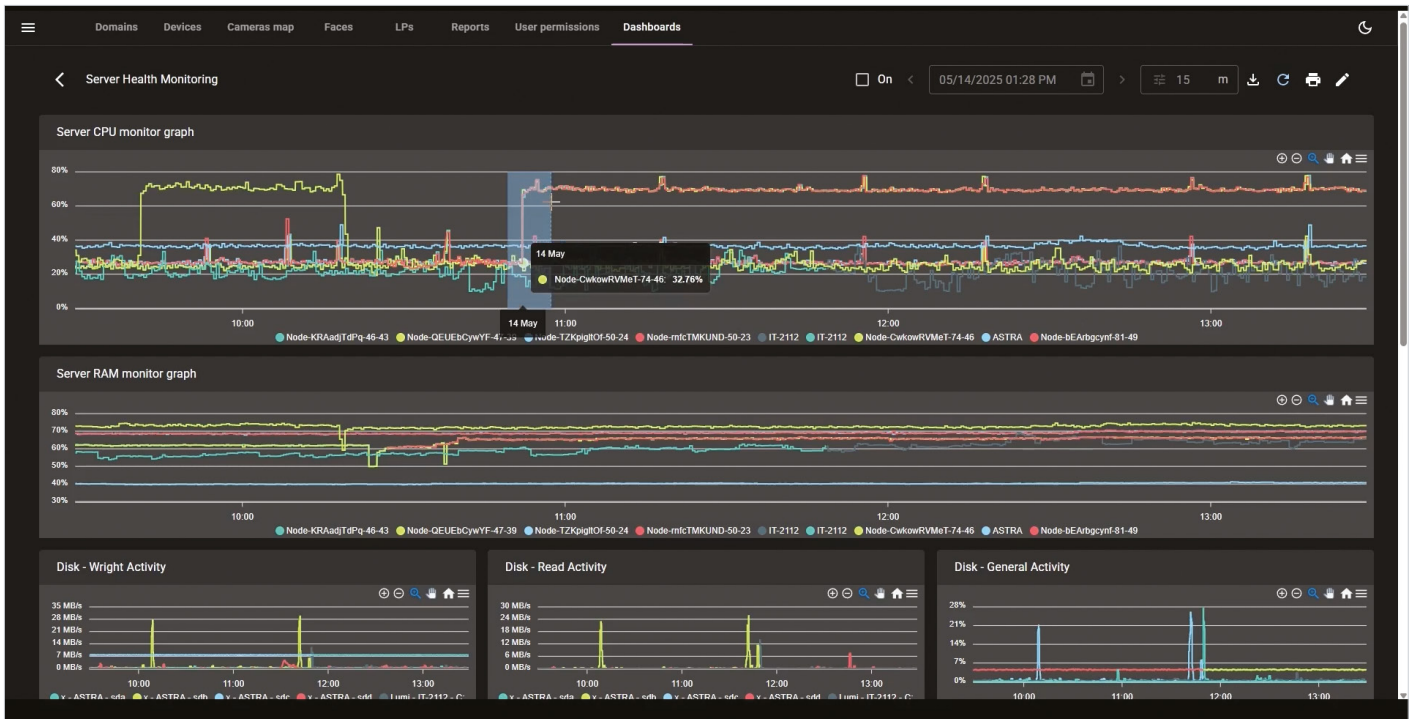 Domains Devices Cameras map Faces LPs Reports User permissions Dashboards
Server Health Monitoring On 05/14/2025 01:28 PM 15 m
Server CPU monitor graph
80%
60%
40%
20%
0%
14 May
Node-CwkowRVMeT-74-46: 32.76%
10:00 14 May 11:00 12:00 13:00
Node-KRAadjTdPq-46-43 Node-QEUEbCywYF-47-39 Node-TZKpigItOf-50-24 Node-mfcTMKUND-50-23 IT-2112 IT-2112 Node-CwkowRVMeT-74-46 ASTRA Node-bEArbgcynf-81-49
Server RAM monitor graph
80%
70%
60%
50%
40%
30%
10:00 11:00 12:00 13:00
Node-KRAadjTdPq-46-43 Node-QEUEbCywYF-47-39 Node-TZKpigItOf-50-24 Node-mfcTMKUND-50-23 IT-2112 IT-2112 Node-CwkowRVMeT-74-46 ASTRA Node-bEArbgcynf-81-49
Disk - Wright Activity
35 MB/s
28 MB/s
21 MB/s
14 MB/s
7 MB/s
0 MB/s
10:00 11:00 12:00 13:00
x - ASTRA - sda x - ASTRA - sdb x - ASTRA - sdc x - ASTRA - sdd Lumi - IT-2112 - C:
Disk - Read Activity
30 MB/s
24 MB/s
18 MB/s
12 MB/s
6 MB/s
0 MB/s
10:00 11:00 12:00 13:00
x - ASTRA - sda x - ASTRA - sdb x - ASTRA - sdc x - ASTRA - sdd Lumi - IT-2112 - C:
Disk - General Activity
28%
21%
14%
7%
0%
10:00 11:00 12:00 13:00